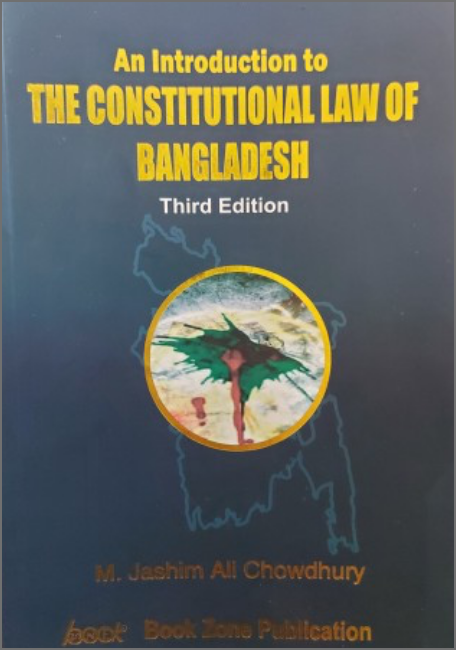 An Introduction to
THE CONSTITUTIONAL LAW OF
BANGLADESH
Third Edition
M. Jashim Ali Chowdhury
book Book Zone Publication